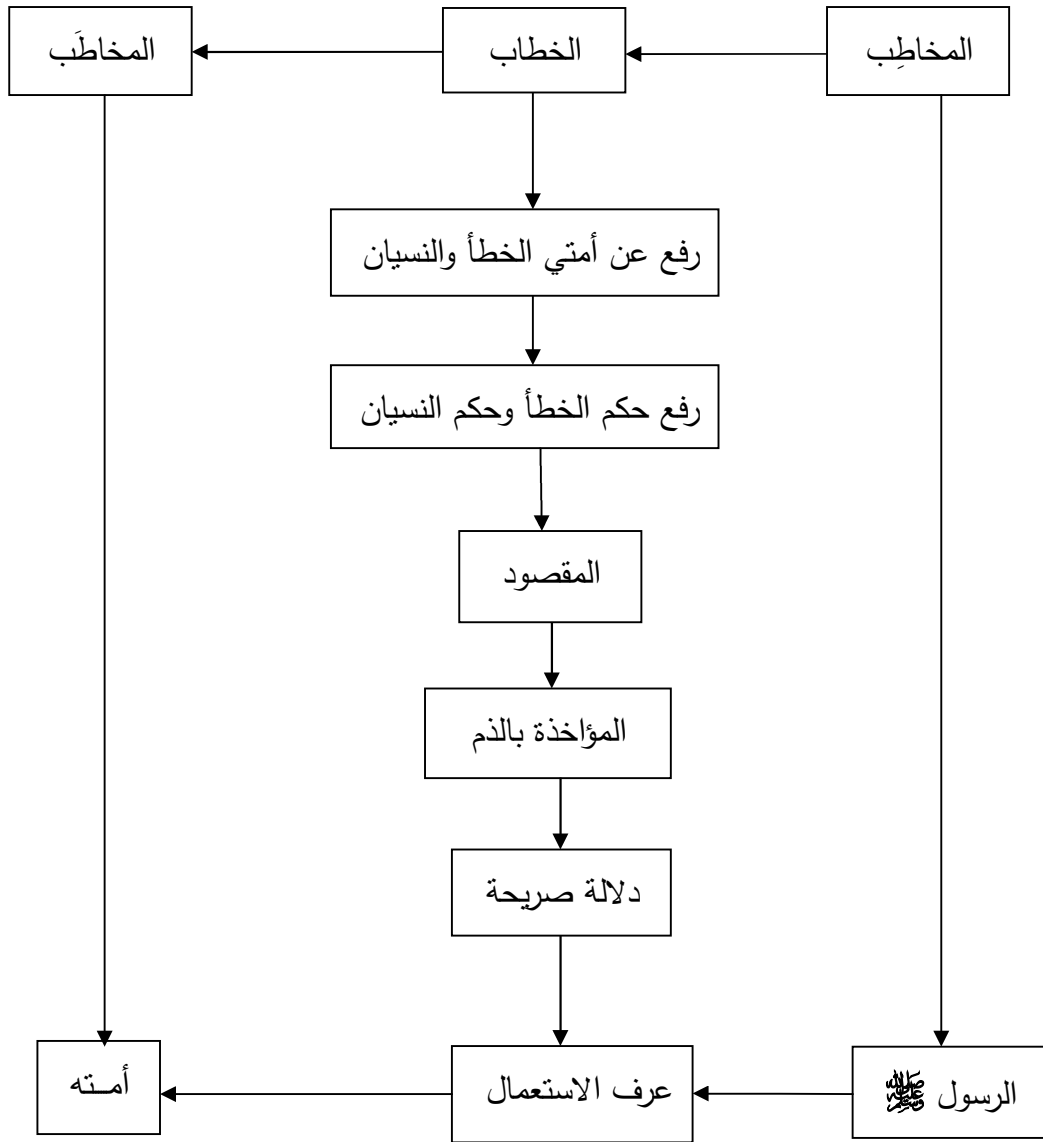 المخاطِب
الخطاب
المخاطَب
رفع عن أمتي الخطأ والنسيان
رفع حكم الخطأ وحكم النسيان
المقصود
المؤاخذة بالذم
دلالة صريحة
الرسول ﷺ
عرف الاستعمال
أمــته